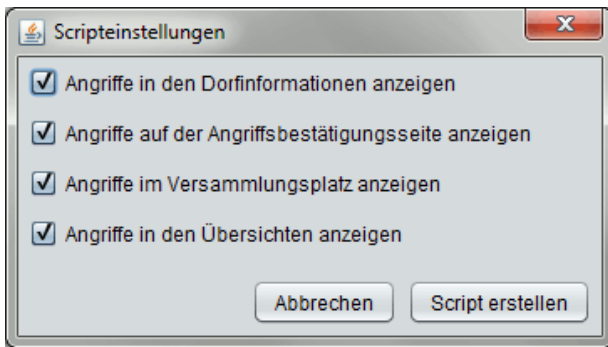 Scripteinstellungen
Angriffe in den Dorfinformationen anzeigen
Angriffe auf der Angriffsbestätigungsseite anzeigen
Angriffe im Versammlungsplatz anzeigen
Angriffe in den Übersichten anzeigen
Abbrechen Script erstellen